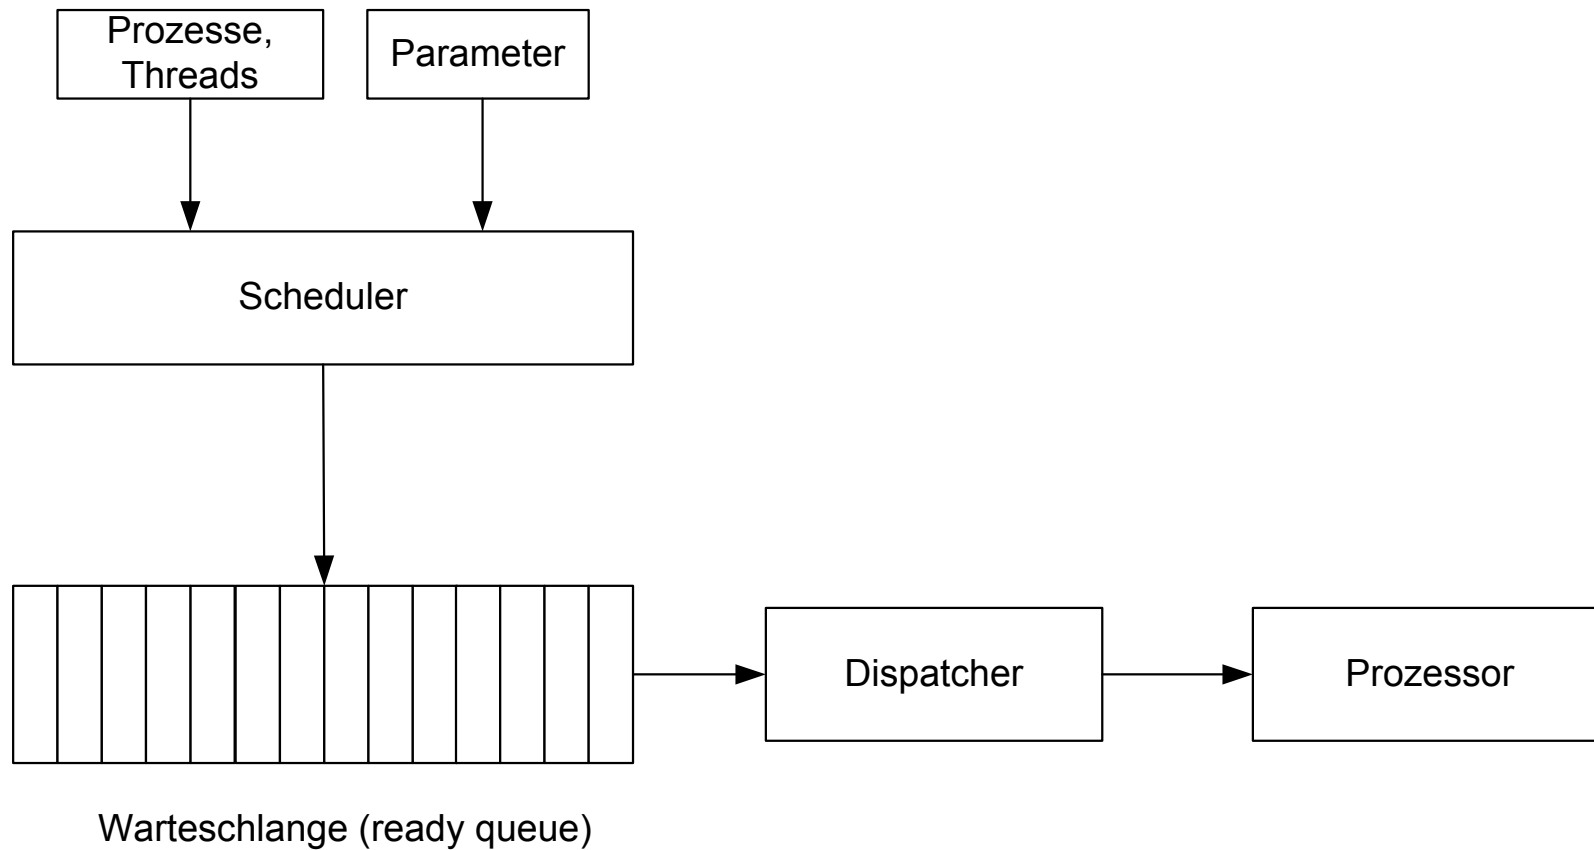 Prozesse,
Threads
Parameter
Scheduler
Dispatcher
Prozessor
Warteschlange (ready queue)